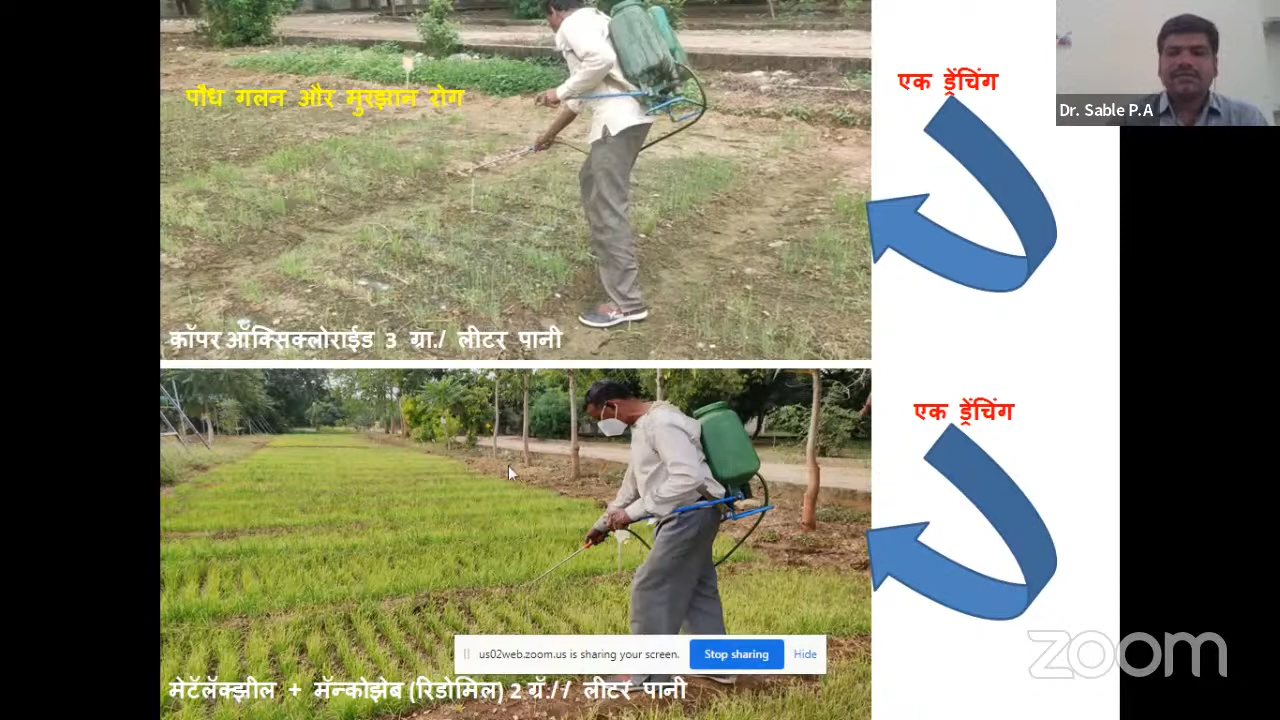 पौध गलन और मुरझान रोग
एक ड्रेंचिंग
Dr. Sable P.A
कॉपर ऑक्सिक्लोराईड 3 ग्रा./ लीटर पानी
एक ड्रेंचिंग
us02web.zoom.us is sharing your screen.
Stop sharing
Hide
मेटॅलॅक्झील + मॅन्कोझेब (रिडोमिल) 2 ग्रॅ./ / लीटर पानी
zoom